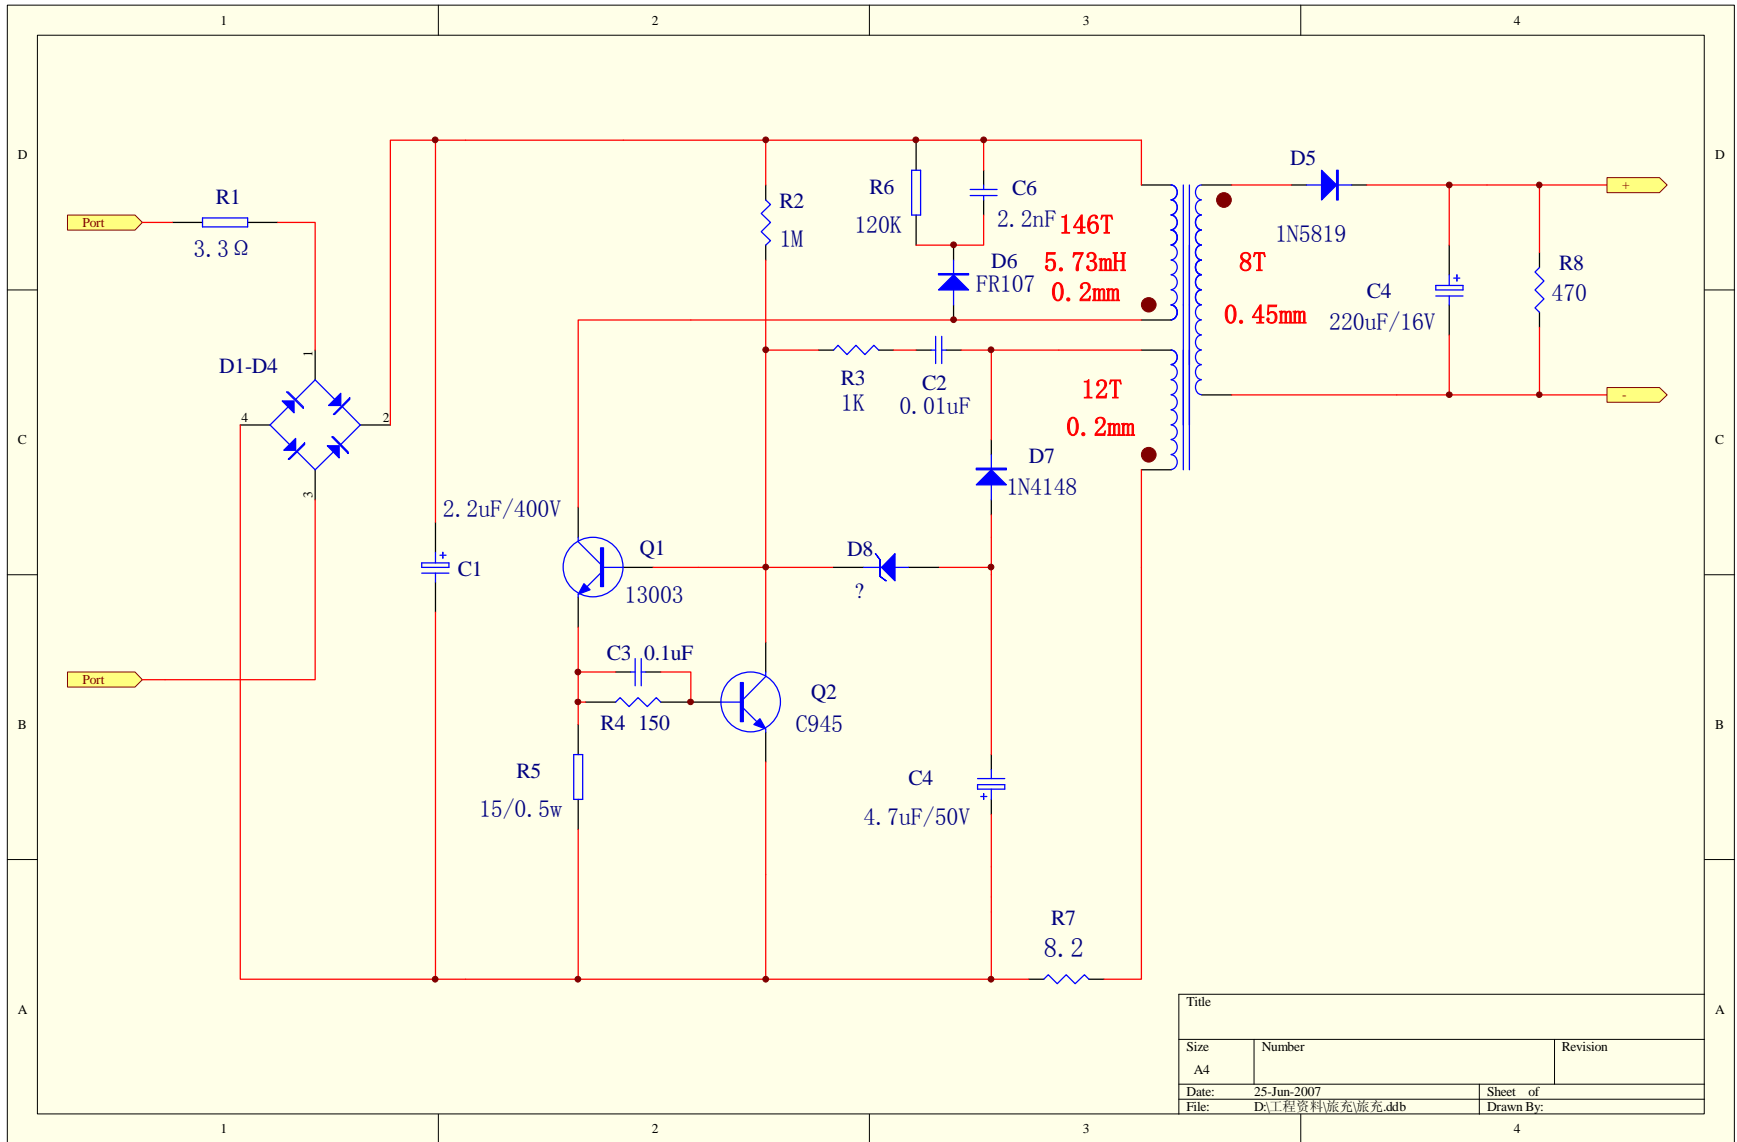 1 2 3 4
D
D
C
C
B
B
A
A
R1
Port
3.3Ω
D1-D4
1
4
2
3
Port
2.2uF/400V
C1
R2
1M
R6
120K
C6
2.2nF
D6
FR107
146T
5.73mH
0.2mm
R3
1K
C2
0.01uF
12T
0.2mm
D7
1N4148
D8
?
Q1
13003
C3 0.1uF
R4 150
Q2
C945
R5
15/0.5w
C4
4.7uF/50V
R7
8.2
D5
1N5819
8T
0.45mm
C4
220uF/16V
R8
470
+
-
+
+
+
Title
Size
A4
Number
Revision
Date: 25-Jun-2007
Sheet of
File: D:\工程资料\旅充\旅充.ddb
Drawn By:
1 2 3 4